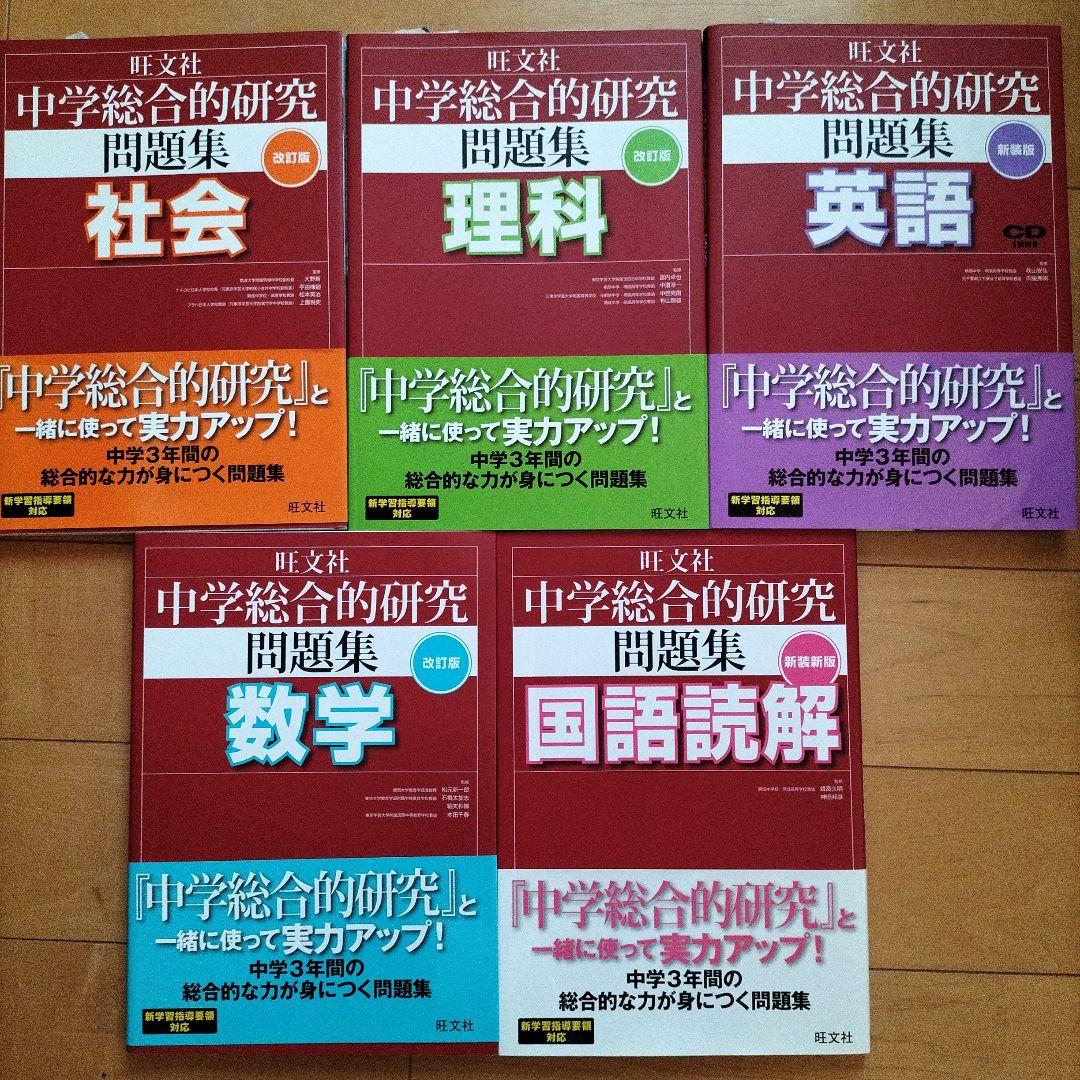 旺文社
中学総合的研究
問題集
改訂版
社会
監修
『中学総合的研究』と
一緒に使って実力アップ!
中学3年間の
総合的な力が身につく問題集
新学習指導要領
対応
旺文社
旺文社
中学総合的研究
問題集
改訂版
理科
監修
『中学総合的研究』と
一緒に使って実力アップ!
中学3年間の
総合的な力が身につく問題集
新学習指導要領
対応
旺文社
旺文社
中学総合的研究
問題集
新装版
英語
CD
監修
『中学総合的研究』と
一緒に使って実力アップ!
中学3年間の
総合的な力が身につく問題集
新学習指導要領
対応
旺文社
旺文社
中学総合的研究
問題集
改訂版
数学
監修
『中学総合的研究』と
一緒に使って実力アップ!
中学3年間の
総合的な力が身につく問題集
新学習指導要領
対応
旺文社
旺文社
中学総合的研究
問題集
新装新版
国語読解
監修
『中学総合的研究』と
一緒に使って実力アップ!
中学3年間の
総合的な力が身につく問題集
新学習指導要領
対応
旺文社